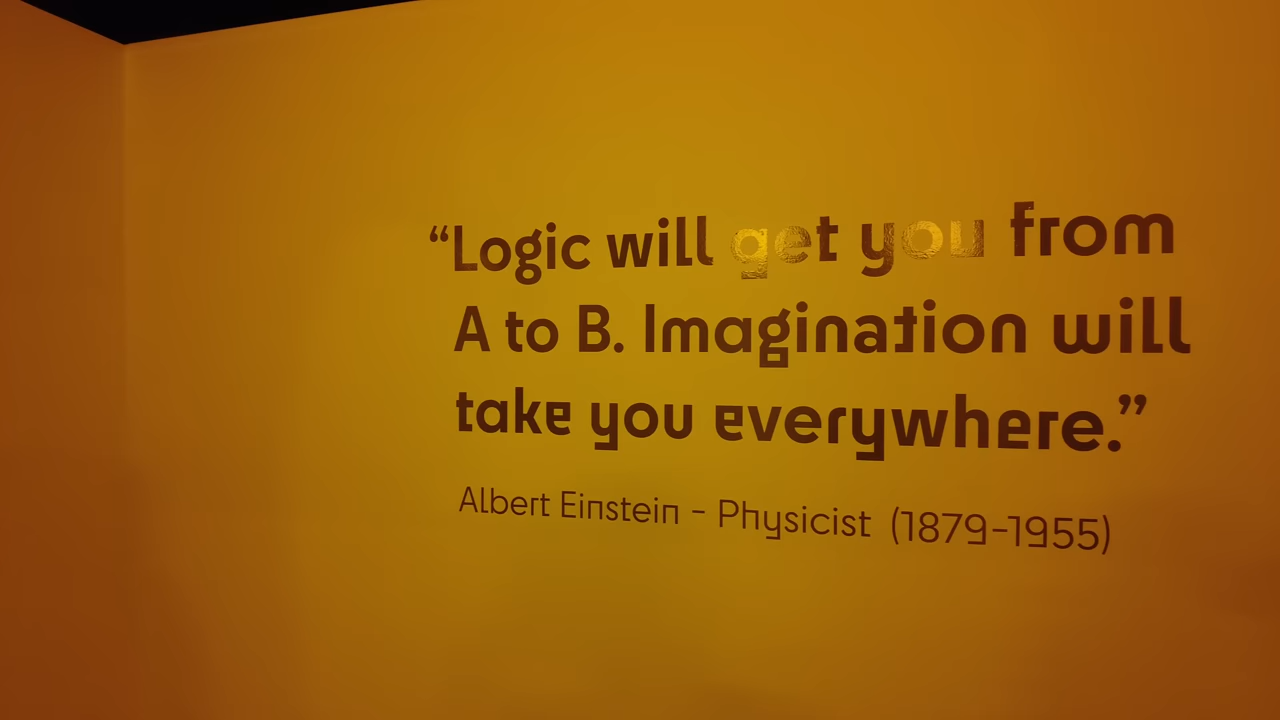 “Logic will get you from
A to B. Imagination will
take you everywhere.”
Albert Einstein - Physicist (1879-1955)